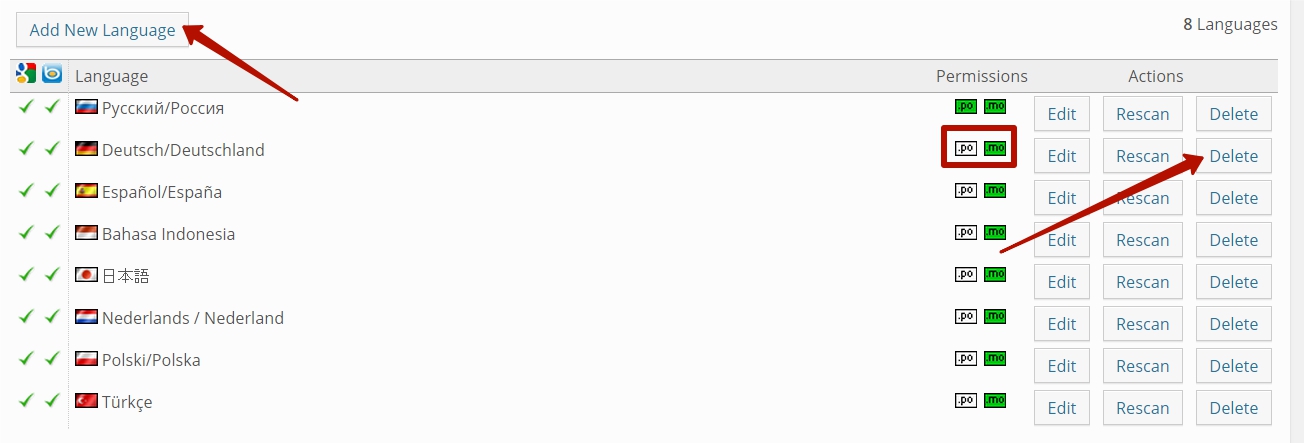 Add New Language
8 Languages
Language Permissions Actions
Русский/Россия .po .mo Edit Rescan Delete
Deutsch/Deutschland .po .mo Edit Rescan Delete
Español/España .po .mo Edit Rescan Delete
Bahasa Indonesia .po .mo Edit Rescan Delete
日本語 .po .mo Edit Rescan Delete
Nederlands / Nederland .po .mo Edit Rescan Delete
Polski/Polska .po .mo Edit Rescan Delete
Türkçe .po .mo Edit Rescan Delete